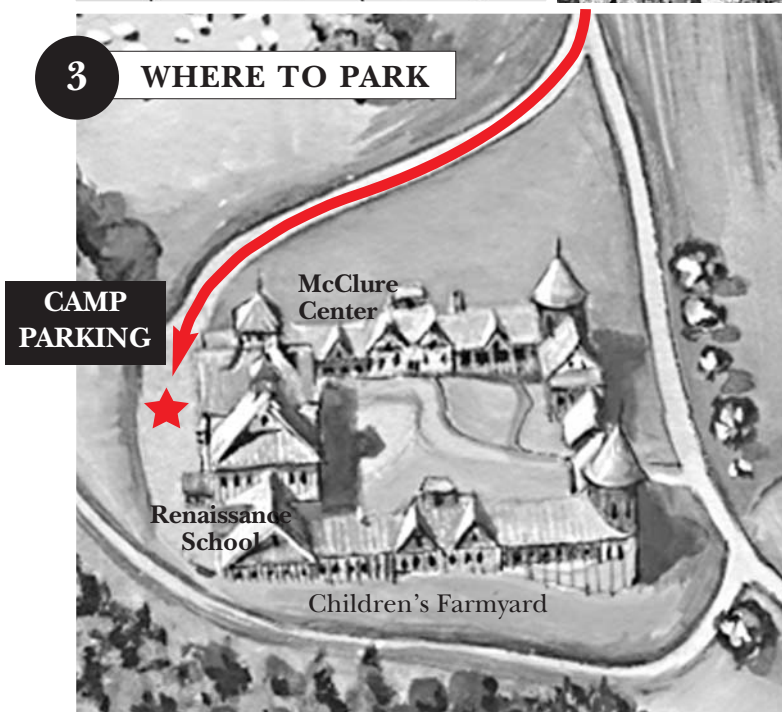 3 WHERE TO PARK
McClure
Center
CAMP
PARKING
Renaissance
School
Children's Farmyard